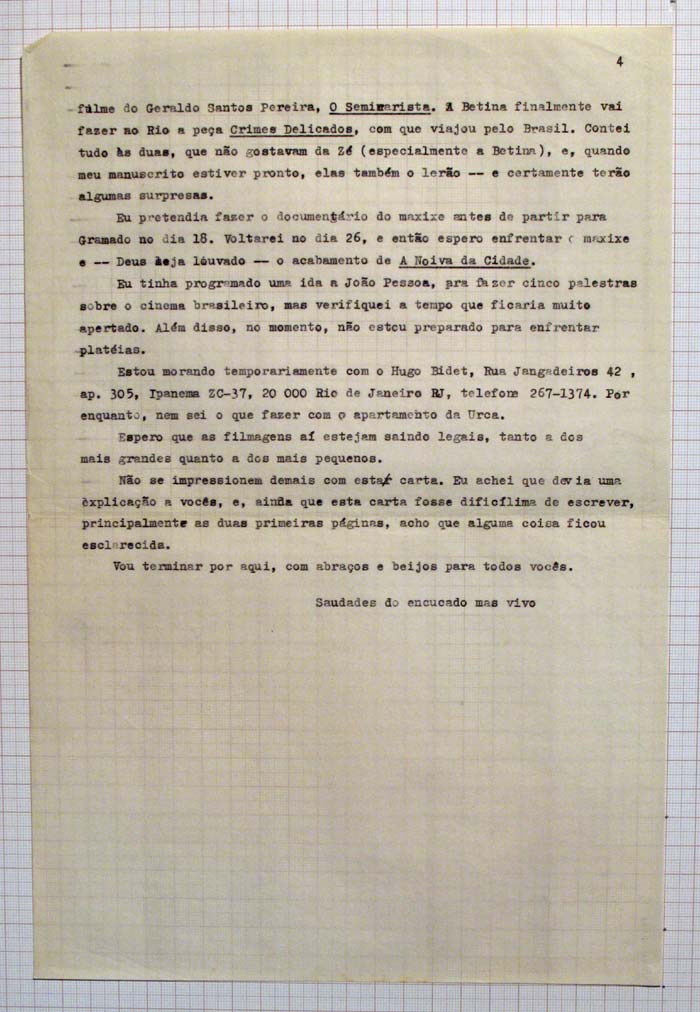 4
filme do Geraldo Santos Pereira, O Seminarista. A Betina finalmente vai
fazer no Rio a peça Crimes Delicados, com que viajou pelo Brasil. Contei
tudo às duas, que não gostavam da Zé (especialmente a Betina), e, quando
meu manuscrito estiver pronto, elas também o lerão -- e certamente terão
algumas surpresas.
Eu pretendia fazer o documentário do maxixe antes de partir para
Gramado no dia 18. Voltarei no dia 26, e então espero enfrentar o maxixe
e -- Deus seja louvado -- o acabamento de A Noiva da Cidade.
Eu tinha programado uma ida a João Pessoa, pra fazer cinco palestras
sobre o cinema brasileiro, mas verifiquei a tempo que ficaria muito
apertado. Além disso, no momento, não estou preparado para enfrentar
platéias.
Estou morando temporariamente com o Hugo Bidet, Rua Jangadeiros 42 ,
ap. 305, Ipanema ZC-37, 20 000 Rio de Janeiro RJ, telefone 267-1374. Por
enquanto, nem sei o que fazer com o apartamento da Urca.
Espero que as filmagens aí estejam saindo legais, tanto a dos
mais grandes quanto a dos mais pequenos.
Não se impressionem demais com esta carta. Eu achei que devia uma
explicação a vocês, e, ainda que esta carta fosse dificílima de escrever,
principalmente as duas primeiras páginas, acho que alguma coisa ficou
esclarecida.
Vou terminar por aqui, com abraços e beijos para todos vocês.
Saudades do encucado mas vivo